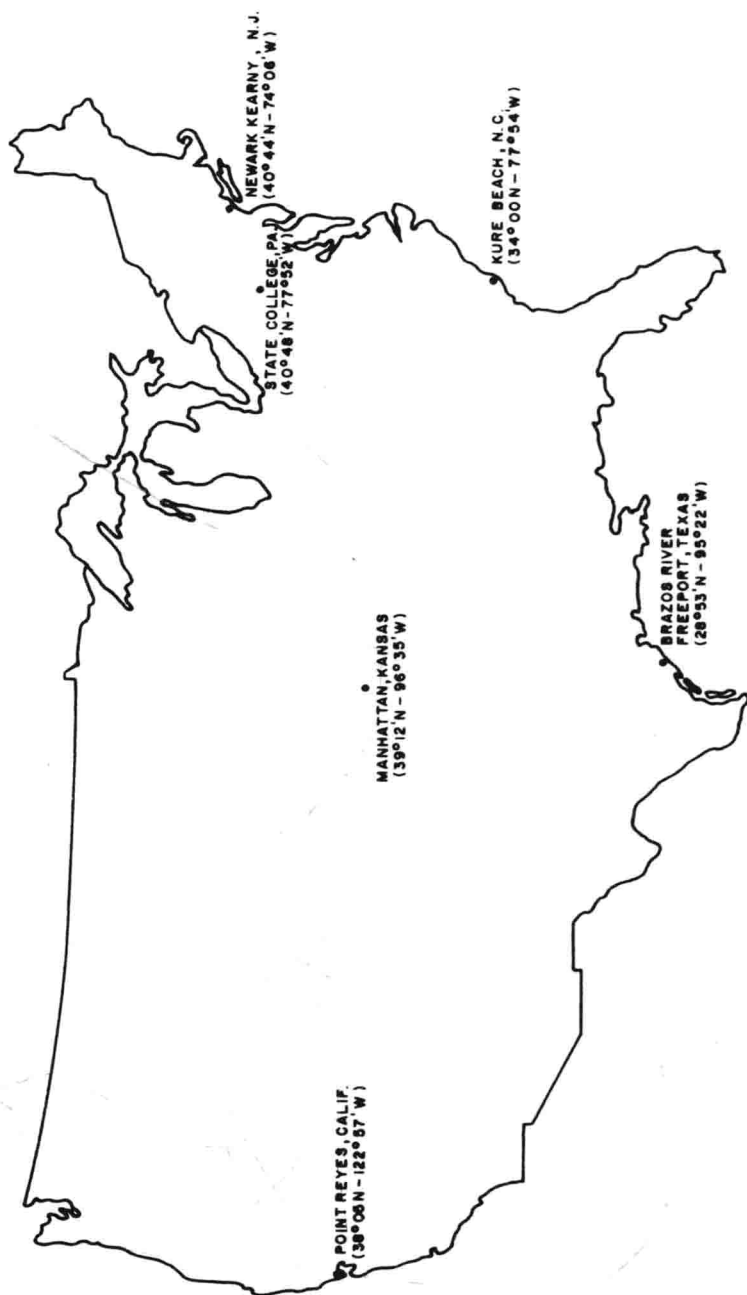 NEWARK KEARNY, N.J.
(40°44'N-74°06'W)
STATE COLLEGE, PA.
(40°48'N-77°52'W)
KURE BEACH, N.C.
(34°00N-77°54'W)
MANHATTAN, KANSAS
(39°12'N-96°35'W)
BRAZOS RIVER
FREEPORT, TEXAS
(28°53'N-95°22'W)
POINT REYES, CALIF.
(38°06N-122°57'W)